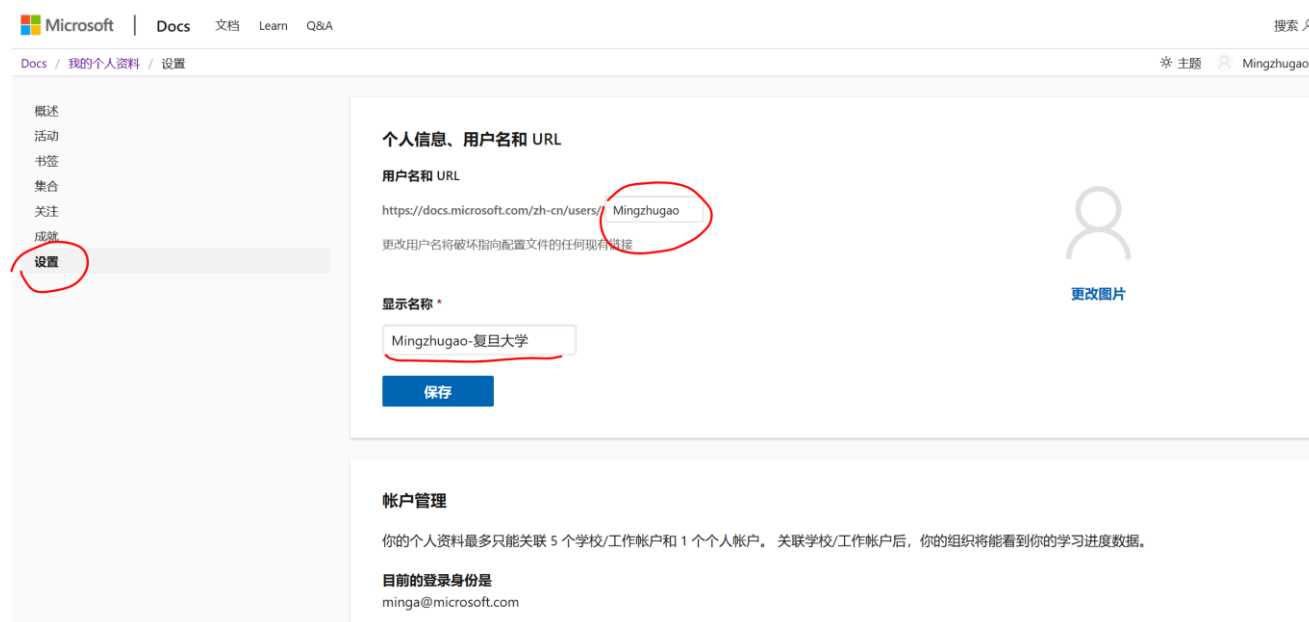 Microsoft | Docs 文档 Learn Q&A 搜索
Docs / 我的个人资料 / 设置 主题 Mingzhugao
概述
活动
书签
集合
关注
成就
设置
个人信息、用户名和 URL
用户名和 URL
https://docs.microsoft.com/zh-cn/users/ Mingzhugao
更改用户名将破坏指向配置文件的任何现有链接
更改图片
显示名称 *
Mingzhugao-复旦大学
保存
帐户管理
你的个人资料最多只能关联 5 个学校/工作帐户和 1 个个人帐户。 关联学校/工作帐户后，你的组织将能看到你的学习进度数据。
目前的登录身份是
minga@microsoft.com